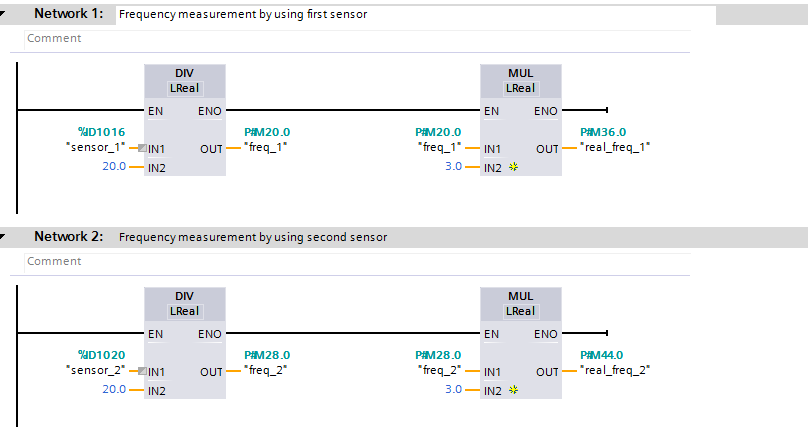 Network 1: Frequency measurement by using first sensor
Comment
DIV
LReal
MUL
LReal
EN ENO
EN ENO
%ID1016
"sensor_1"
IN1
20.0
IN2
OUT
P#M20.0
"freq_1"
P#M20.0
"freq_1"
IN1
3.0
IN2
OUT
P#M36.0
"real_freq_1"
Network 2: Frequency measurement by using second sensor
Comment
DIV
LReal
MUL
LReal
EN ENO
EN ENO
%ID1020
"sensor_2"
IN1
20.0
IN2
OUT
P#M28.0
"freq_2"
P#M28.0
"freq_2"
IN1
3.0
IN2
OUT
P#M44.0
"real_freq_2"